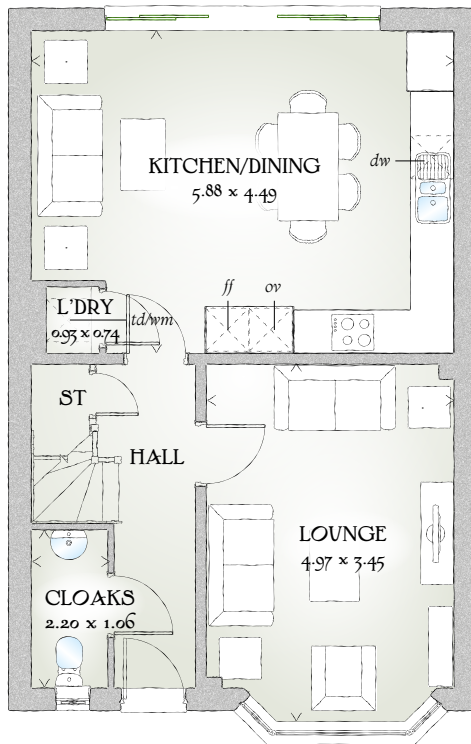 KITCHEN/DINING
5.88 x 4.49
dw
ff
ov
L'DRY
0.93 x 0.74
td/wm
ST
HALL
LOUNGE
4.97 x 3.45
CLOAKS
2.20 x 1.06